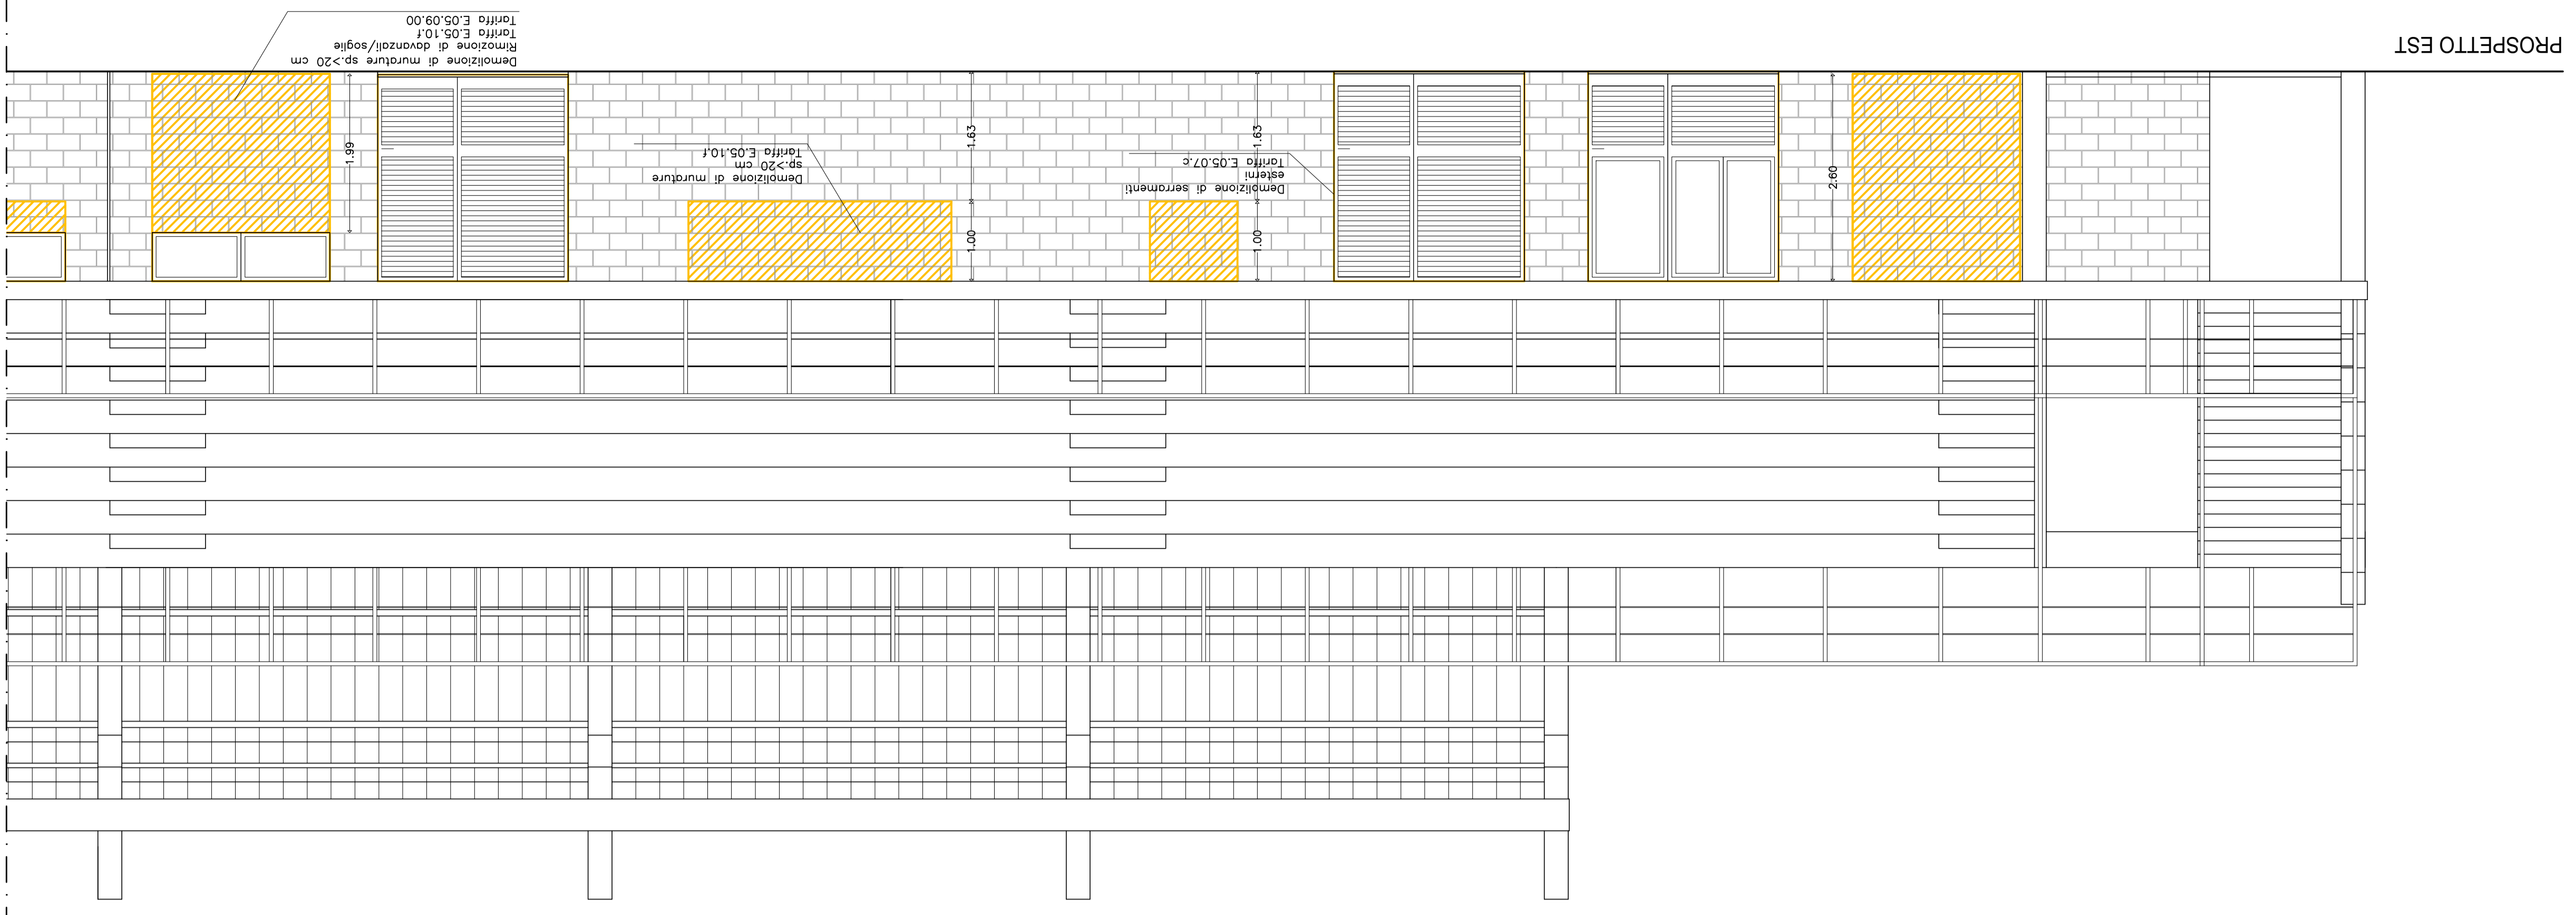 PROSPETTO EST
Demolizione di serramenti
esterni
Tariffa E.05.07.c
Demolizione di murature
sp.>20 cm
Tariffa E.05.10.f
Demolizione di murature sp.>20 cm
Rimozione di davanzali/soglie
Tariffa E.05.10.f
Tariffa E.05.09.00
2.60
1.00
1.63
1.00
1.63
1.99